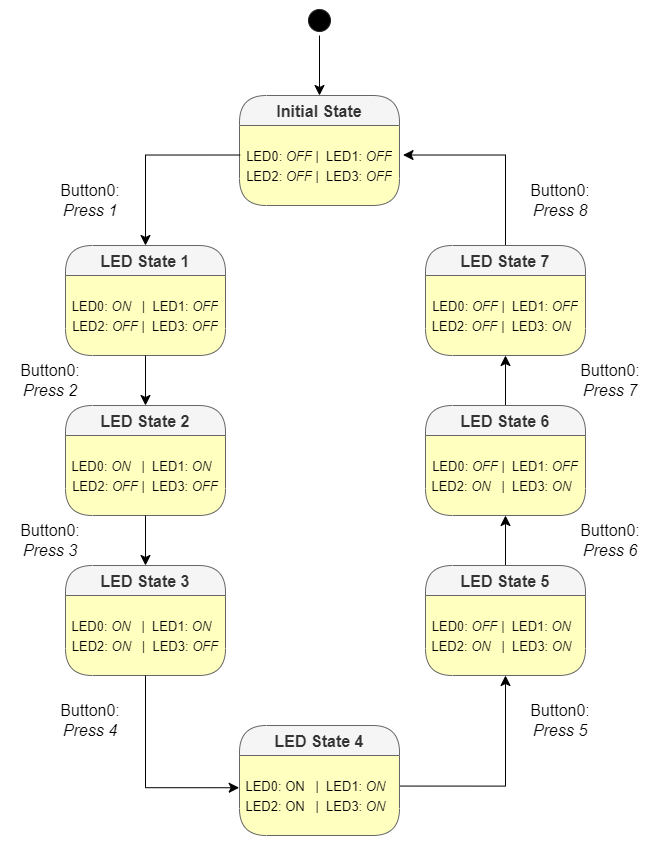 Initial State
LED0: OFF | LED1: OFF
LED2: OFF | LED3: OFF
Button0:
Press 1
LED State 1
LED0: ON | LED1: OFF
LED2: OFF | LED3: OFF
Button0:
Press 2
LED State 2
LED0: ON | LED1: ON
LED2: OFF | LED3: OFF
Button0:
Press 3
LED State 3
LED0: ON | LED1: ON
LED2: ON | LED3: OFF
Button0:
Press 4
LED State 4
LED0: ON | LED1: ON
LED2: ON | LED3: ON
Button0:
Press 5
LED State 5
LED0: OFF | LED1: ON
LED2: ON | LED3: ON
Button0:
Press 6
LED State 6
LED0: OFF | LED1: OFF
LED2: ON | LED3: ON
Button0:
Press 7
LED State 7
LED0: OFF | LED1: OFF
LED2: OFF | LED3: ON
Button0:
Press 8